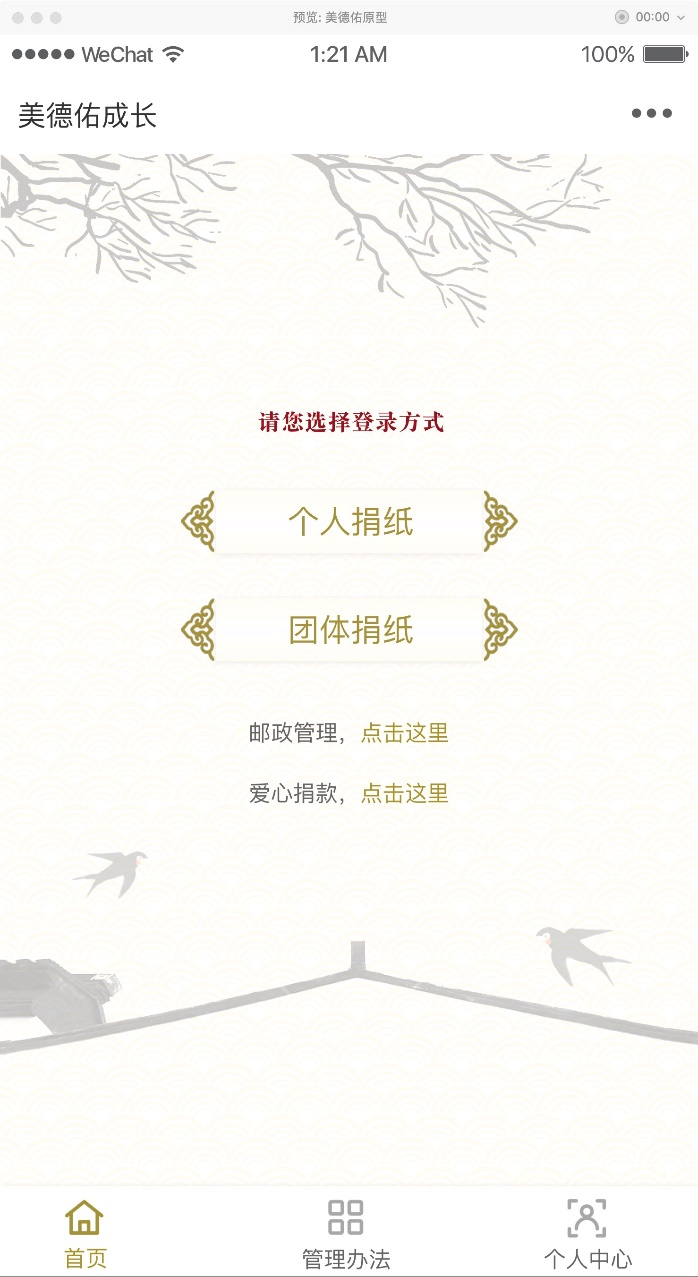 预览: 美德佑原型
00:00
WeChat
1:21 AM
100%
美德佑成长
请您选择登录方式
个人捐纸
团体捐纸
邮政管理，点击这里
爱心捐款，点击这里
首页
管理办法
个人中心